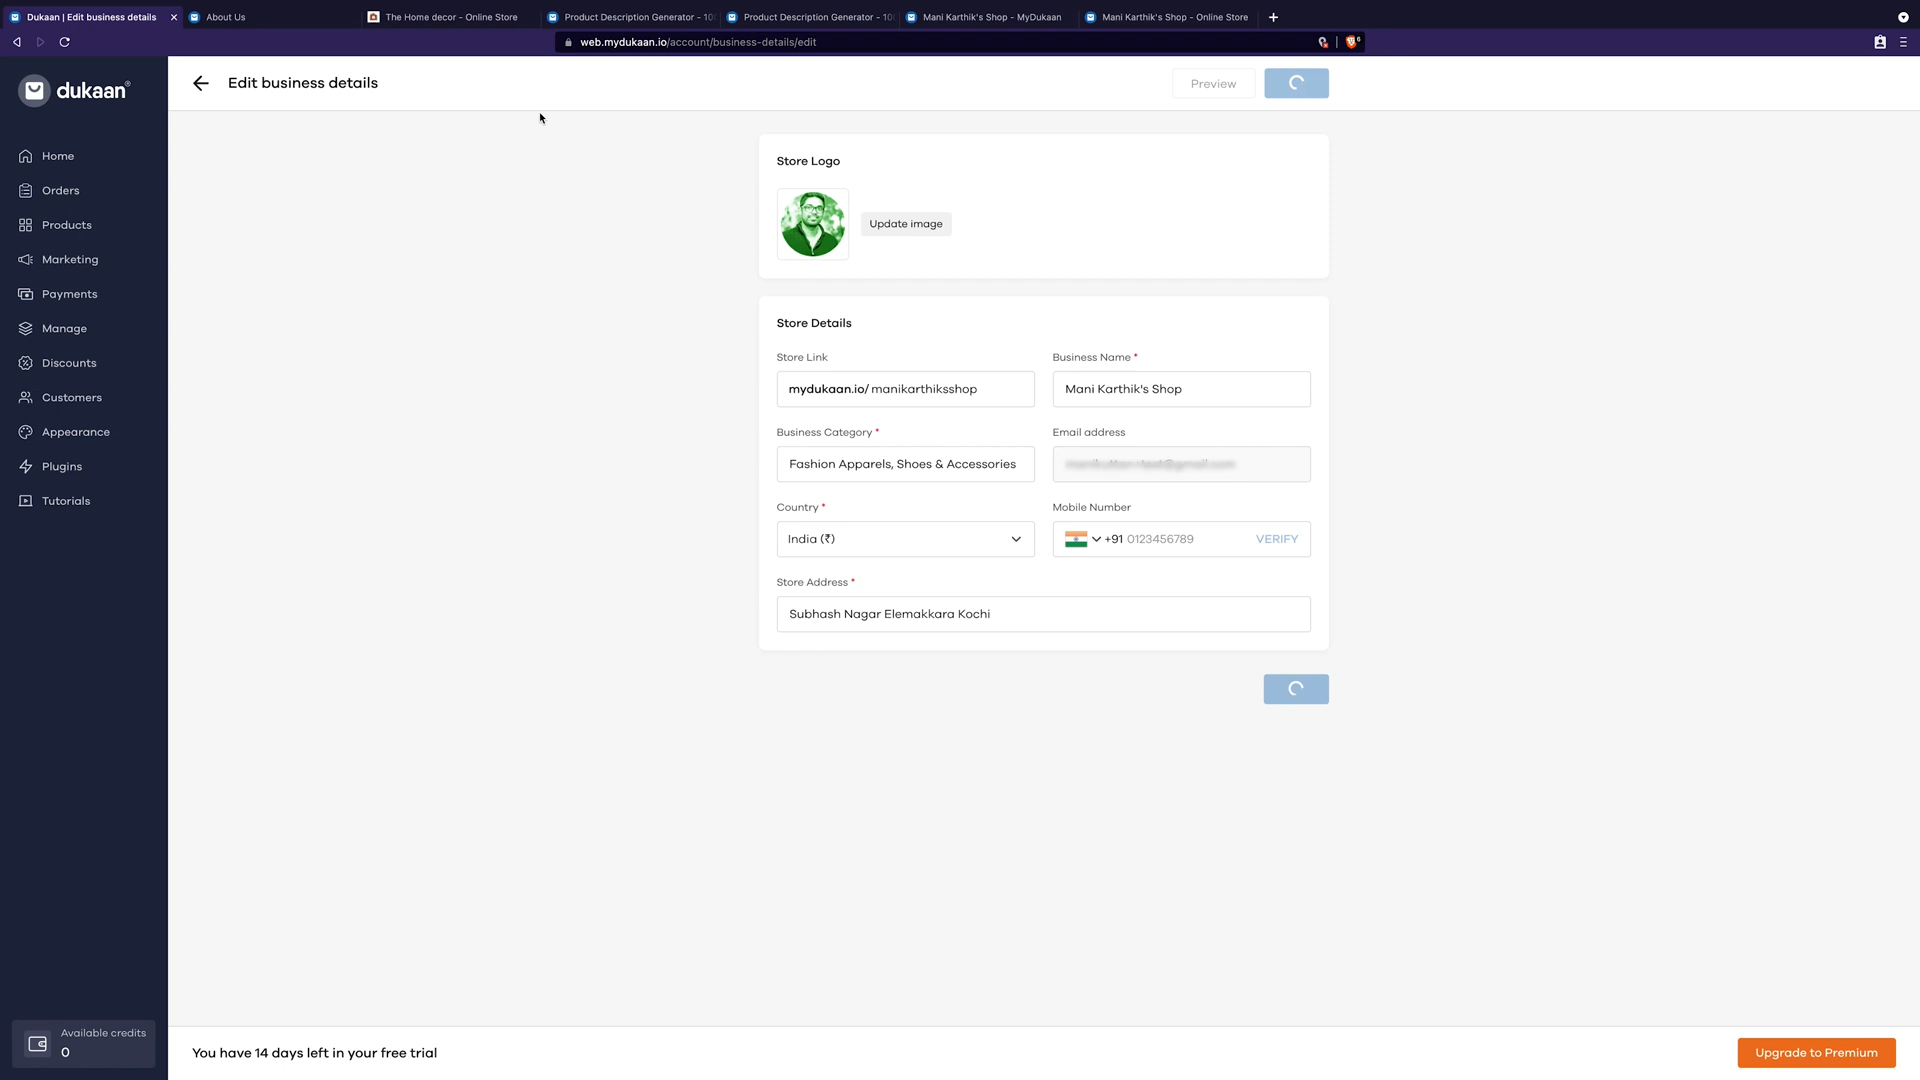 Dukaan | Edit business details
About Us
The Home decor - Online Store
Product Description Generator - 10
Product Description Generator - 10
Mani Karthik's Shop - MyDukaan
Mani Karthik's Shop - Online Store
web.mydukaan.io/account/business-details/edit
6
dukaan®
Edit business details
Preview
Home
Orders
Products
Marketing
Payments
Manage
Discounts
Customers
Appearance
Plugins
Tutorials
Store Logo
Update image
Store Details
Store Link
Business Name *
mydukaan.io/ manikarthiksshop
Mani Karthik's Shop
Business Category *
Email address
Fashion Apparels, Shoes & Accessories
Country *
Mobile Number
India (₹)
+91 0123456789
VERIFY
Store Address *
Subhash Nagar Elemakkara Kochi
Available credits
0
You have 14 days left in your free trial
Upgrade to Premium